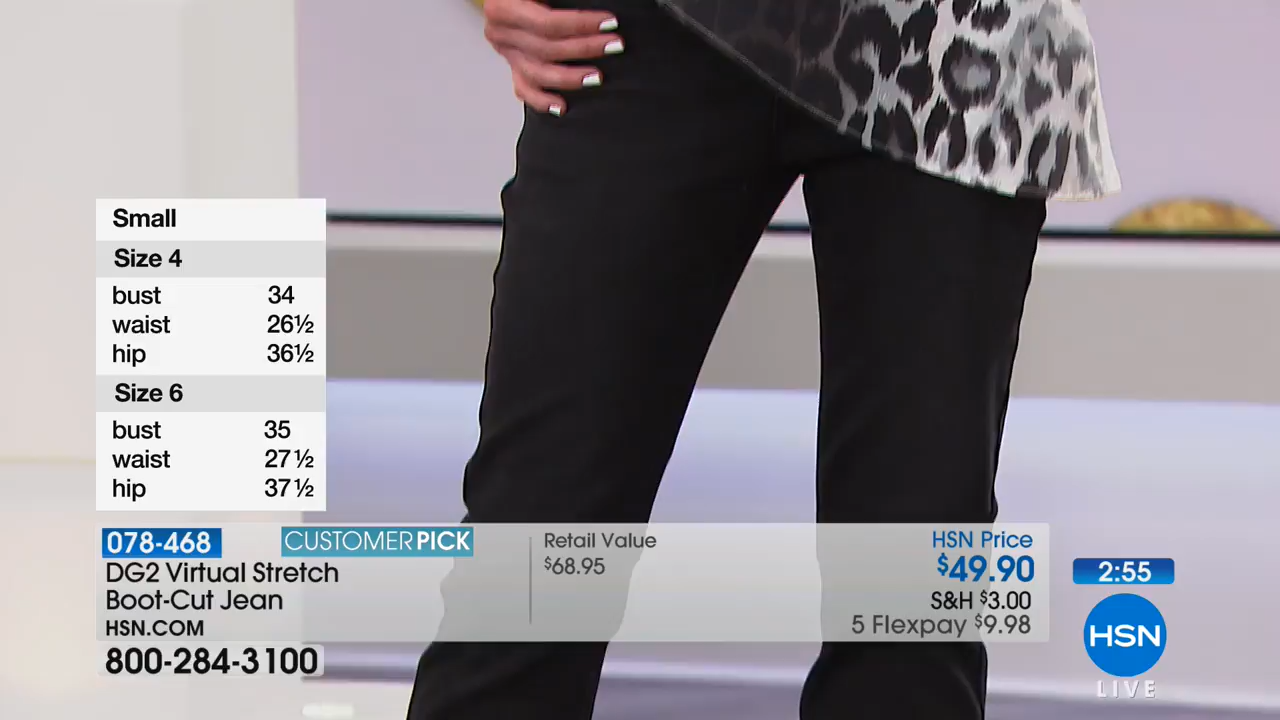 Small
Size 4
bust 34
waist 26½
hip 36½
Size 6
bust 35
waist 27½
hip 37½
078-468
CUSTOMER PICK
DG2 Virtual Stretch
Boot-Cut Jean
HSN.COM
800-284-3100
Retail Value
$68.95
HSN Price
$49.90
S&H $3.00
5 Flexpay $9.98
2:55
HSN
LIVE